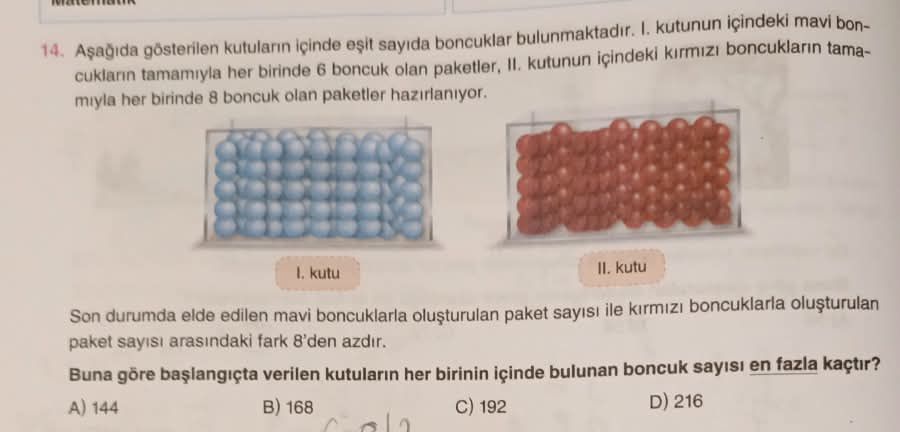 Matematik
14. Aşağıda gösterilen kutuların içinde eşit sayıda boncuklar bulunmaktadır. I. kutunun içindeki mavi bon-
cukların tamamıyla her birinde 6 boncuk olan paketler, II. kutunun içindeki kırmızı boncukların tama-
mıyla her birinde 8 boncuk olan paketler hazırlanıyor.
I. kutu
II. kutu
Son durumda elde edilen mavi boncuklarla oluşturulan paket sayısı ile kırmızı boncuklarla oluşturulan
paket sayısı arasındaki fark 8'den azdır.
Buna göre başlangıçta verilen kutuların her birinin içinde bulunan boncuk sayısı en fazla kaçtır?
A) 144 B) 168 C) 192 D) 216